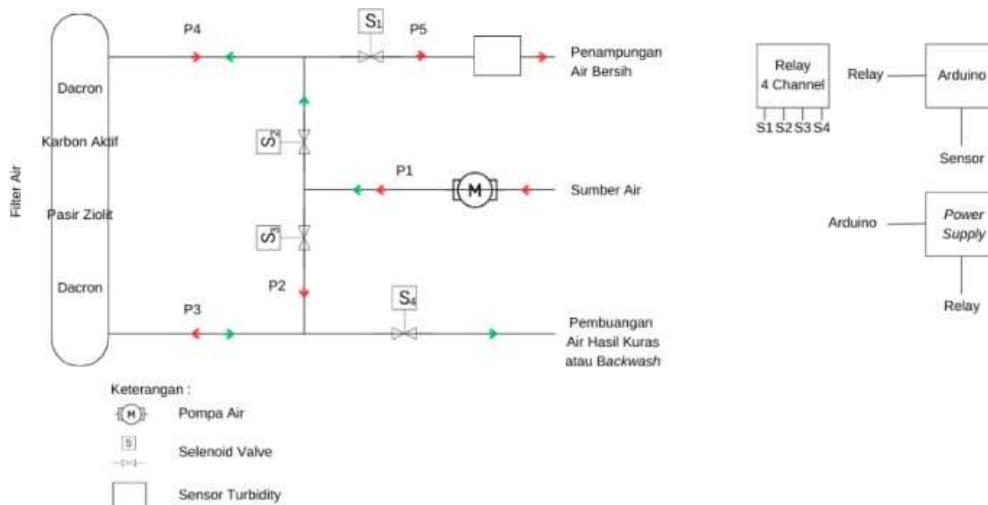 P4
S1
P5
Penampungan
Air Bersih
Dacron
Karbon Aktif
Pasir Ziolit
Dacron
Filter Air
S2
P1
M
Sumber Air
S3
P2
P3
S4
Pembuangan
Air Hasil Kuras
atau Backwash
Relay
4 Channel
S1 S2 S3 S4
Relay
Arduino
Sensor
Arduino
Power
Supply
Relay
Keterangan :
M
Pompa Air
S
Selenoid Valve
Sensor Turbidity